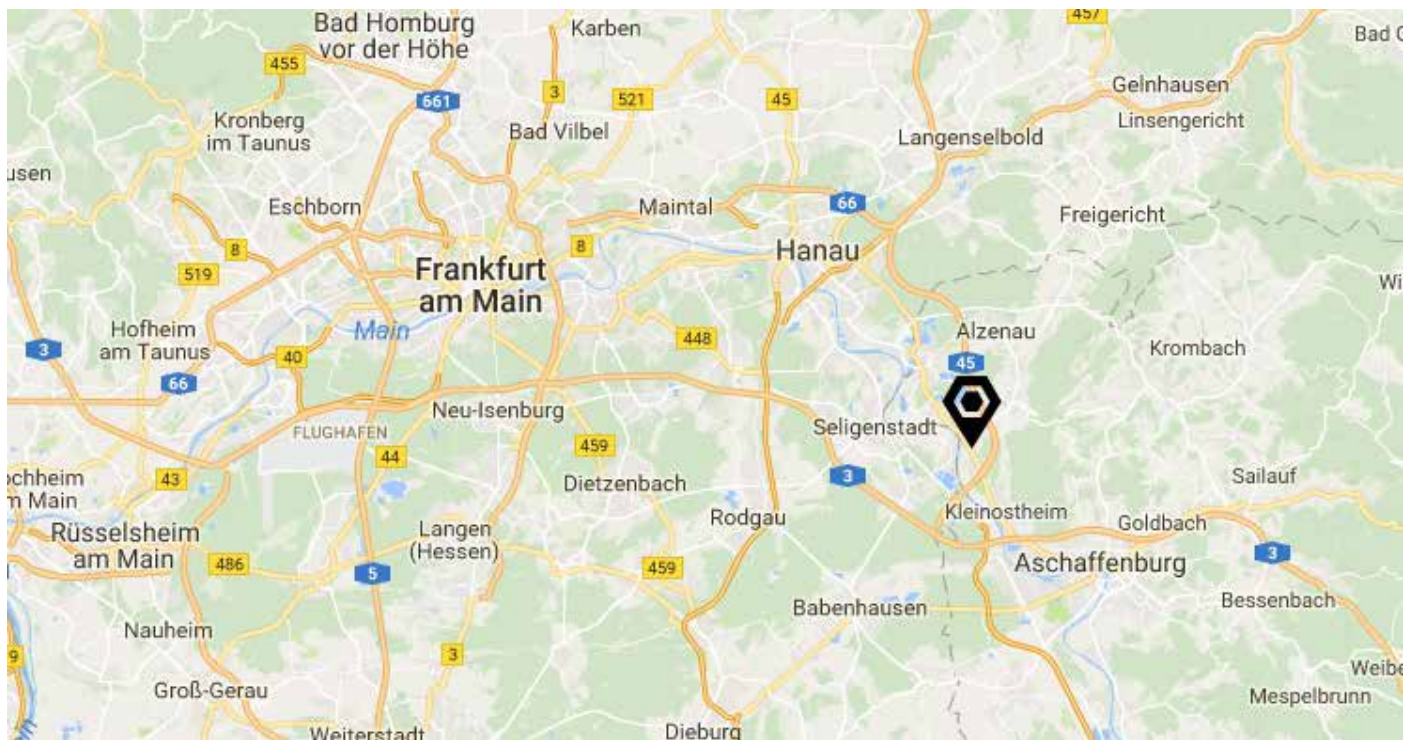 Bad Homburg
vor der Höhe
Karben
457
Bad
455
Gelnhausen
661
3
521
45
Kronberg
im Taunus
Bad Vilbel
Linsengericht
Langenselbold
usen
Eschborn
Maintal
66
Freigericht
8
8
Hanau
519
Frankfurt
am Main
Wi
Main
Hofheim
am Taunus
Alzenau
3
40
448
Krombach
45
66
Neu-Isenburg
Seligenstadt
FLUGHAFEN
459
44
43
Dietzenbach
3
Sailauf
ochheim
m Main
Rodgau
Kleinostheim
Goldbach
Rüsselsheim
am Main
Langen
(Hessen)
3
486
5
459
Aschaffenburg
Babenhausen
Bessenbach
Nauheim
9
3
Weibe
Groß-Gerau
Mespelbrunn
Weiterstadt
Dieburg